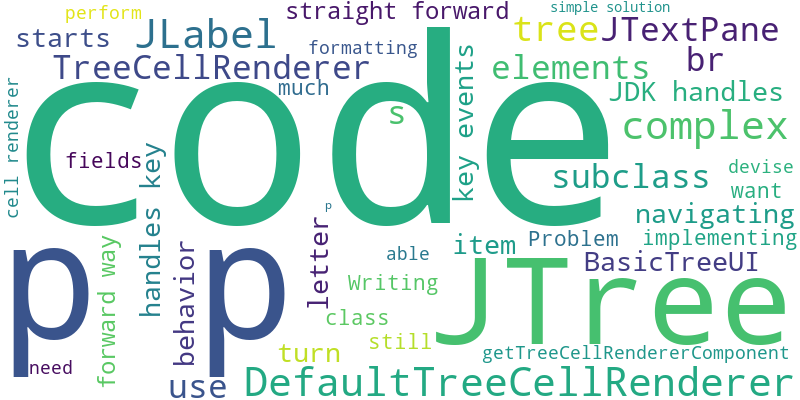 perform
straight forward
simple solution
starts
JLabel
formatting
tree
JTextPane
TreeCellRenderer
much
key events
elements
br
JDK handles
code
s
complex
cell renderer
fields
handles key
subclass
devise
want
p
letter
navigating
forward way
p p
behavior
able
item
Problem
implementing
Writing
JTree
BasicTreeUI
class
still
turn
getTreeCellRendererComponent
need
use
DefaultTreeCellRenderer